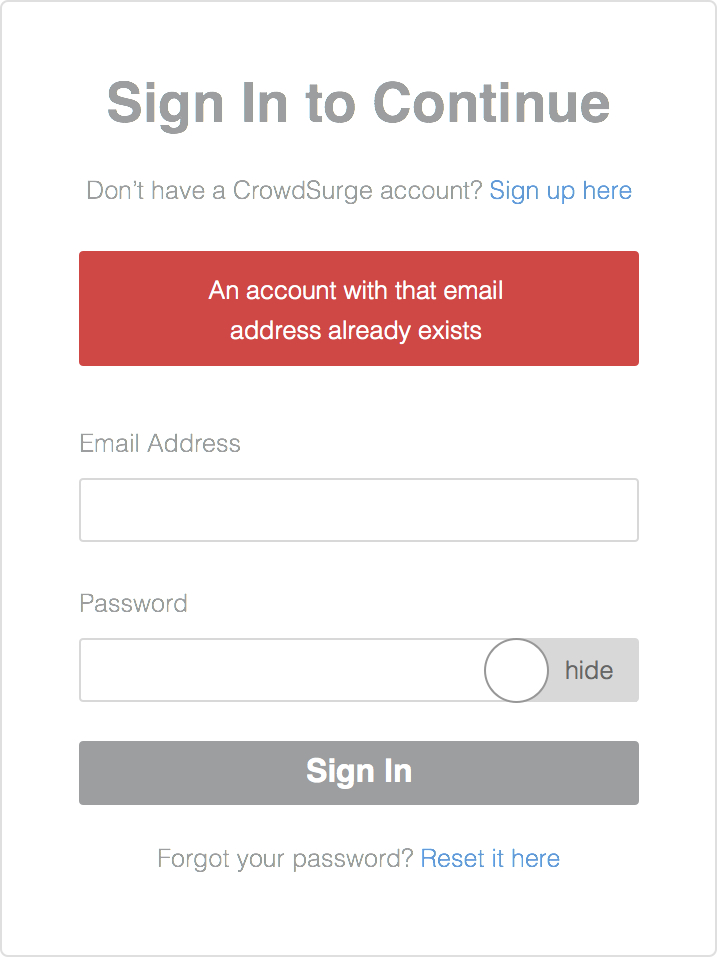 Sign In to Continue
Don’t have a CrowdSurge account? Sign up here
An account with that email
address already exists
Email Address
Password
hide
Sign In
Forgot your password? Reset it here